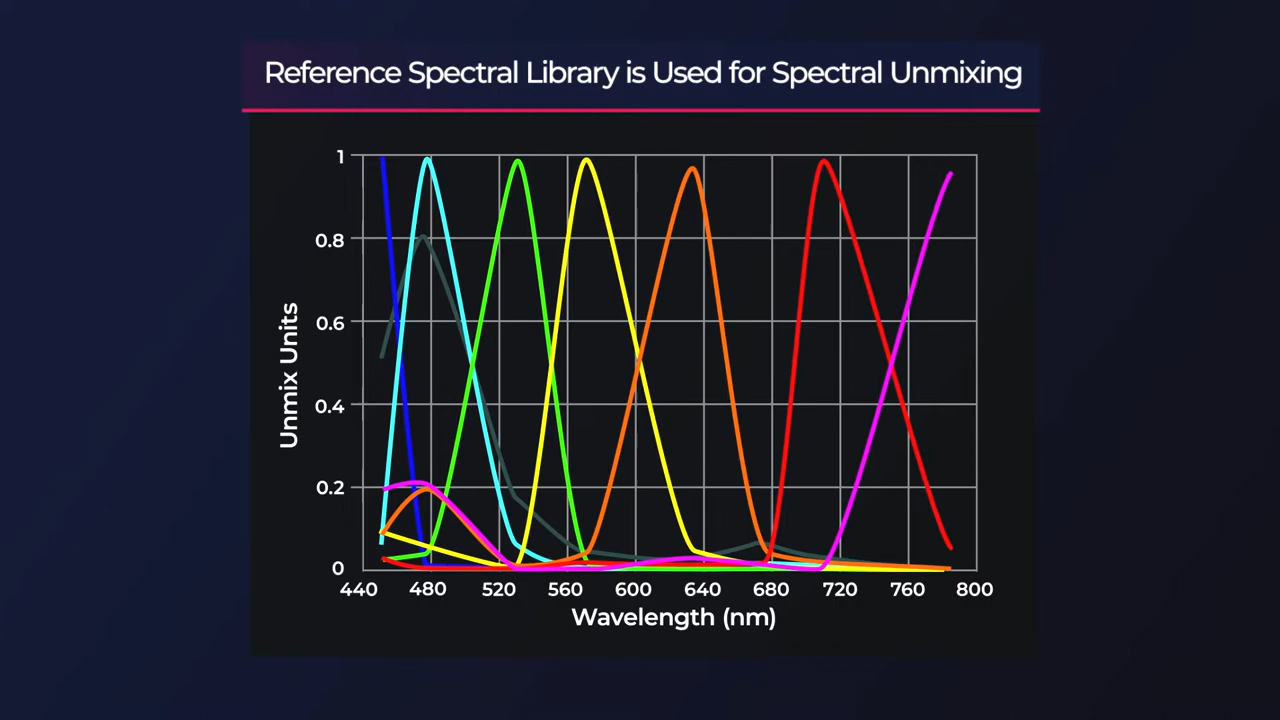 Reference Spectral Library is Used for Spectral Unmixing
1
0.8
0.6
0.4
0.2
0
Unmix Units
440 480 520 560 600 640 680 720 760 800
Wavelength (nm)